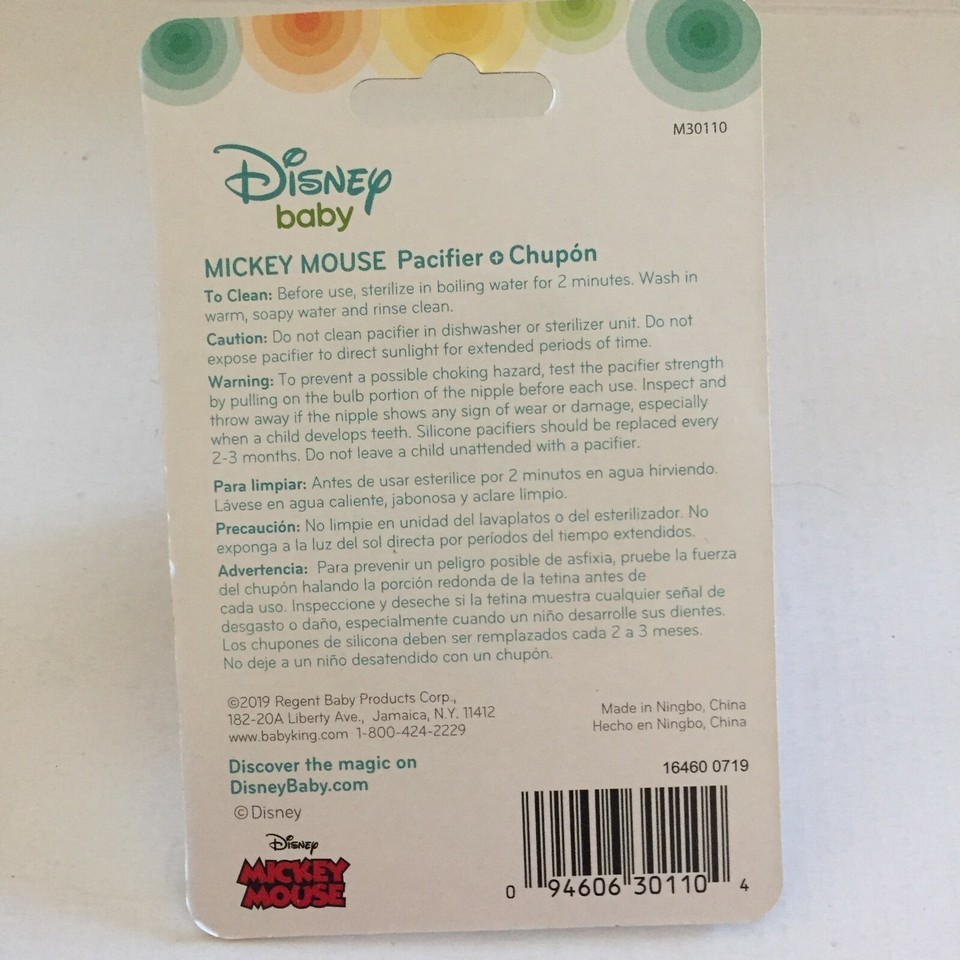 M30110
Disney
baby
MICKEY MOUSE Pacifier + Chupón
To Clean: Before use, sterilize in boiling water for 2 minutes. Wash in
warm, soapy water and rinse clean.
Caution: Do not clean pacifier in dishwasher or sterilizer unit. Do not
expose pacifier to direct sunlight for extended periods of time.
Warning: To prevent a possible choking hazard, test the pacifier strength
by pulling on the bulb portion of the nipple before each use. Inspect and
throw away if the nipple shows any sign of wear or damage, especially
when a child develops teeth. Silicone pacifiers should be replaced every
2-3 months. Do not leave a child unattended with a pacifier.
Para limpiar: Antes de usar esterilice por 2 minutos en agua hirviendo.
Lávese en agua caliente, jabonosa y aclare limpio.
Precaución: No limpie en unidad del lavaplatos o del esterilizador. No
exponga a la luz del sol directa por períodos del tiempo extendidos.
Advertencia: Para prevenir un peligro posible de asfixia, pruebe la fuerza
del chupón halando la porción redonda de la tetina antes de
cada uso. Inspeccione y deseche si la tetina muestra cualquier señal de
desgasto o daño, especialmente cuando un niño desarrolle sus dientes.
Los chupones de silicona deben ser remplazados cada 2 a 3 meses.
No deje a un niño desatendido con un chupón.
©2019 Regent Baby Products Corp.,
182-20A Liberty Ave., Jamaica, N.Y. 11412
www.babyking.com 1-800-424-2229
Made in Ningbo, China
Hecho en Ningbo, China
Discover the magic on
DisneyBaby.com
©Disney
16460 0719
Disney
MICKEY
MOUSE
0 94606 30110 4